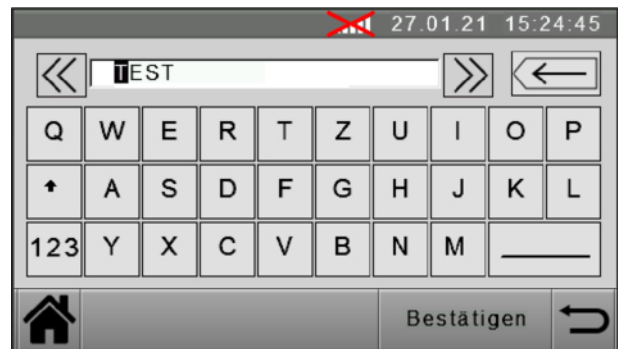 27.01.21 15:24:45
TEST
Q W E R T Z U I O P
A S D F G H J K L
123 Y X C V B N M
Bestätigen